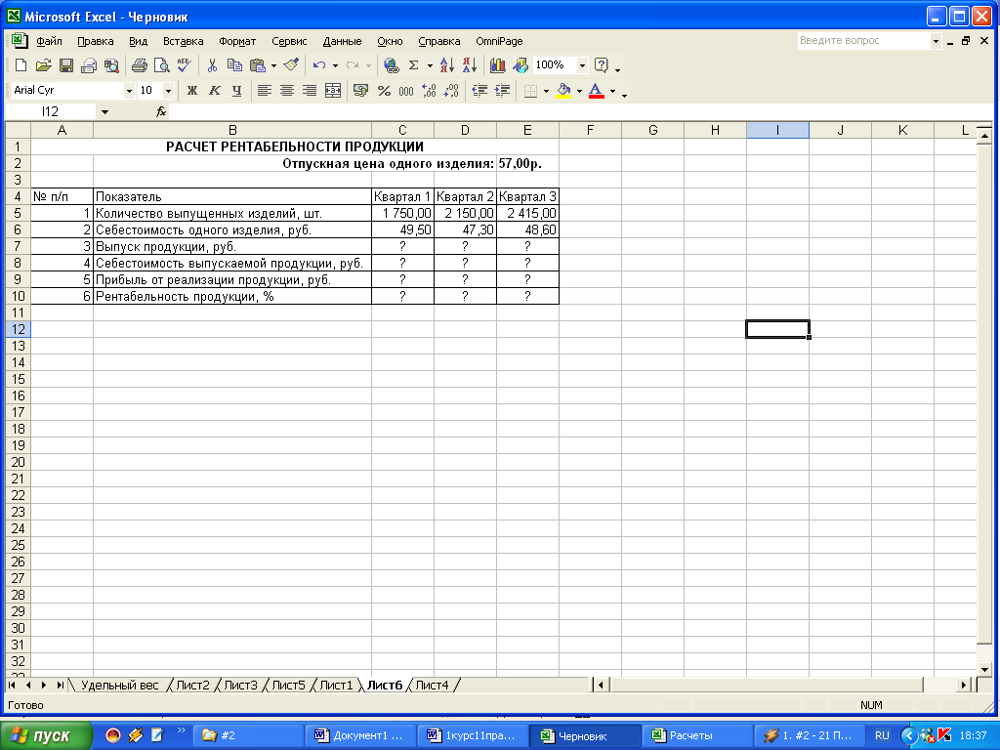 Microsoft Excel - Черновик
Файл Правка Вид Вставка Формат Сервис Данные Окно Справка OmniPage Введите вопрос
100%
Arial Cyr 10 Ж К Ч % 000
I12 fx
A B C D E F G H I J K L
1 РАСЧЕТ РЕНТАБЕЛЬНОСТИ ПРОДУКЦИИ
2 Отпускная цена одного изделия: 57,00р.
3
4 № п/п Показатель Квартал 1 Квартал 2 Квартал 3
5 1 Количество выпущенных изделий, шт. 1 750,00 2 150,00 2 415,00
6 2 Себестоимость одного изделия, руб. 49,50 47,30 48,60
7 3 Выпуск продукции, руб. ? ? ?
8 4 Себестоимость выпускаемой продукции, руб. ? ? ?
9 5 Прибыль от реализации продукции, руб. ? ? ?
10 6 Рентабельность продукции, % ? ? ?
11
12
13
14
15
16
17
18
19
20
21
22
23
24
25
26
27
28
29
30
31
32
Удельный вес Лист2 Лист3 Лист5 Лист1 Лист6 Лист4
Готово NUM
пуск #2 Документ1 ... 1курс11пра... Черновик Расчеты 1. #2 - 21 П... RU 18:37